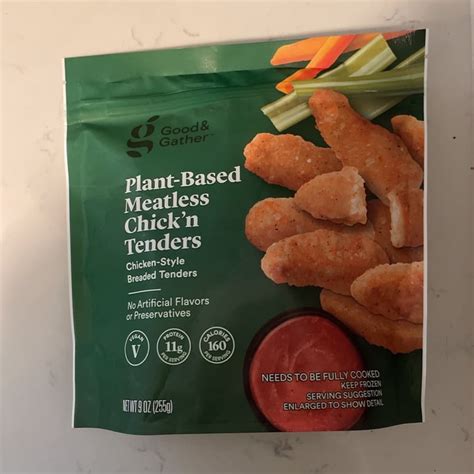 Good&
Gather™
Plant-Based
Meatless
Chick'n
Tenders
Chicken-Style
Breaded Tenders
No Artificial Flavors
or Preservatives
VEGAN
V
PROTEIN
11g
PER SERVING
CALORIES
160
PER SERVING
NEEDS TO BE FULLY COOKED
KEEP FROZEN
SERVING SUGGESTION
ENLARGED TO SHOW DETAIL
NET WT 9 OZ (255g)